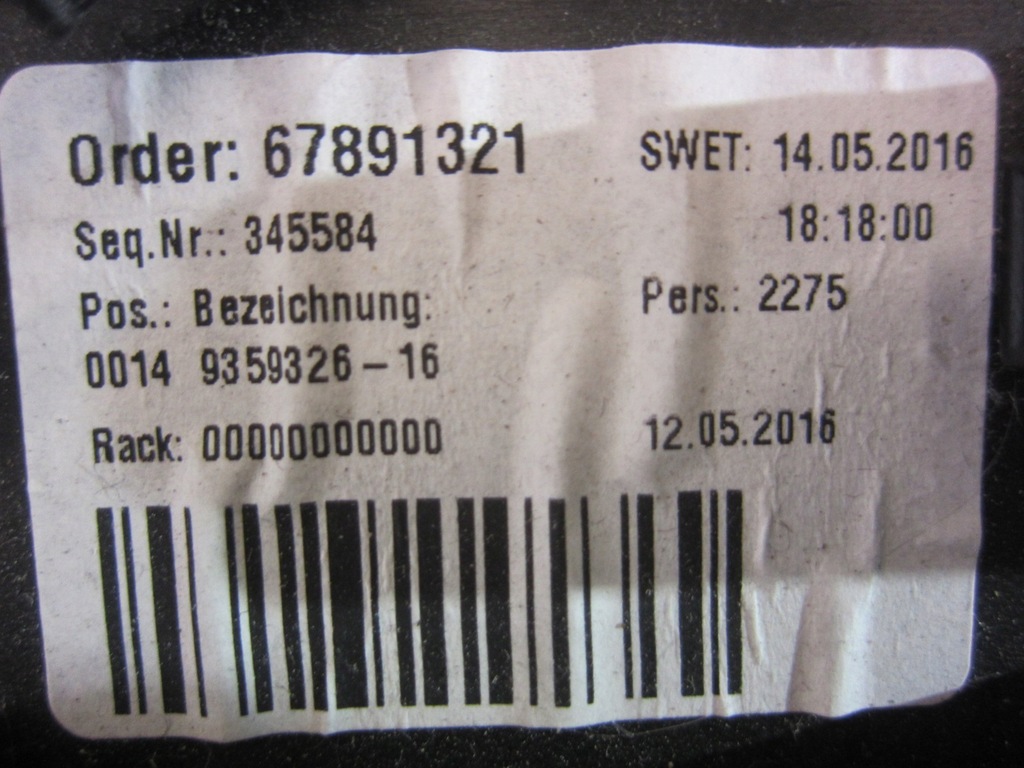 Order: 67891321 SWET: 14.05.2016
Seq.Nr.: 345584 18:18:00
Pos.: Bezeichnung: Pers.: 2275
0014 9359326-16
Rack: 00000000000 12.05.2016